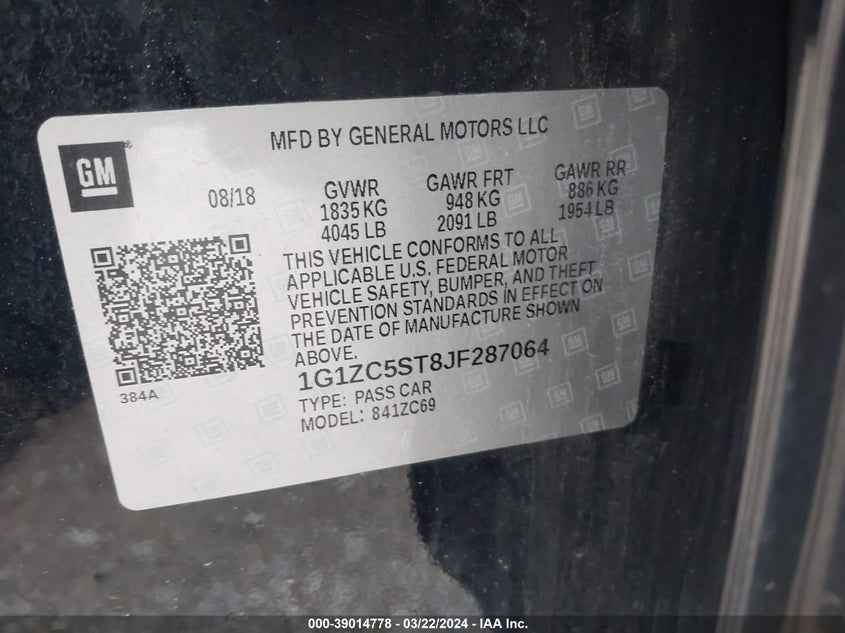 MFD BY GENERAL MOTORS LLC
GM
08/18
GVWR
1835 KG
4045 LB
GAWR FRT
948 KG
2091 LB
GAWR RR
886 KG
1954 LB
THIS VEHICLE CONFORMS TO ALL
APPLICABLE U.S. FEDERAL MOTOR
VEHICLE SAFETY, BUMPER, AND THEFT
PREVENTION STANDARDS IN EFFECT ON
THE DATE OF MANUFACTURE SHOWN
ABOVE.
1G1ZC5ST8JF287064
TYPE: PASS CAR
MODEL: 841ZC69
384A
000-39014778 - 03/22/2024 - IAA Inc.